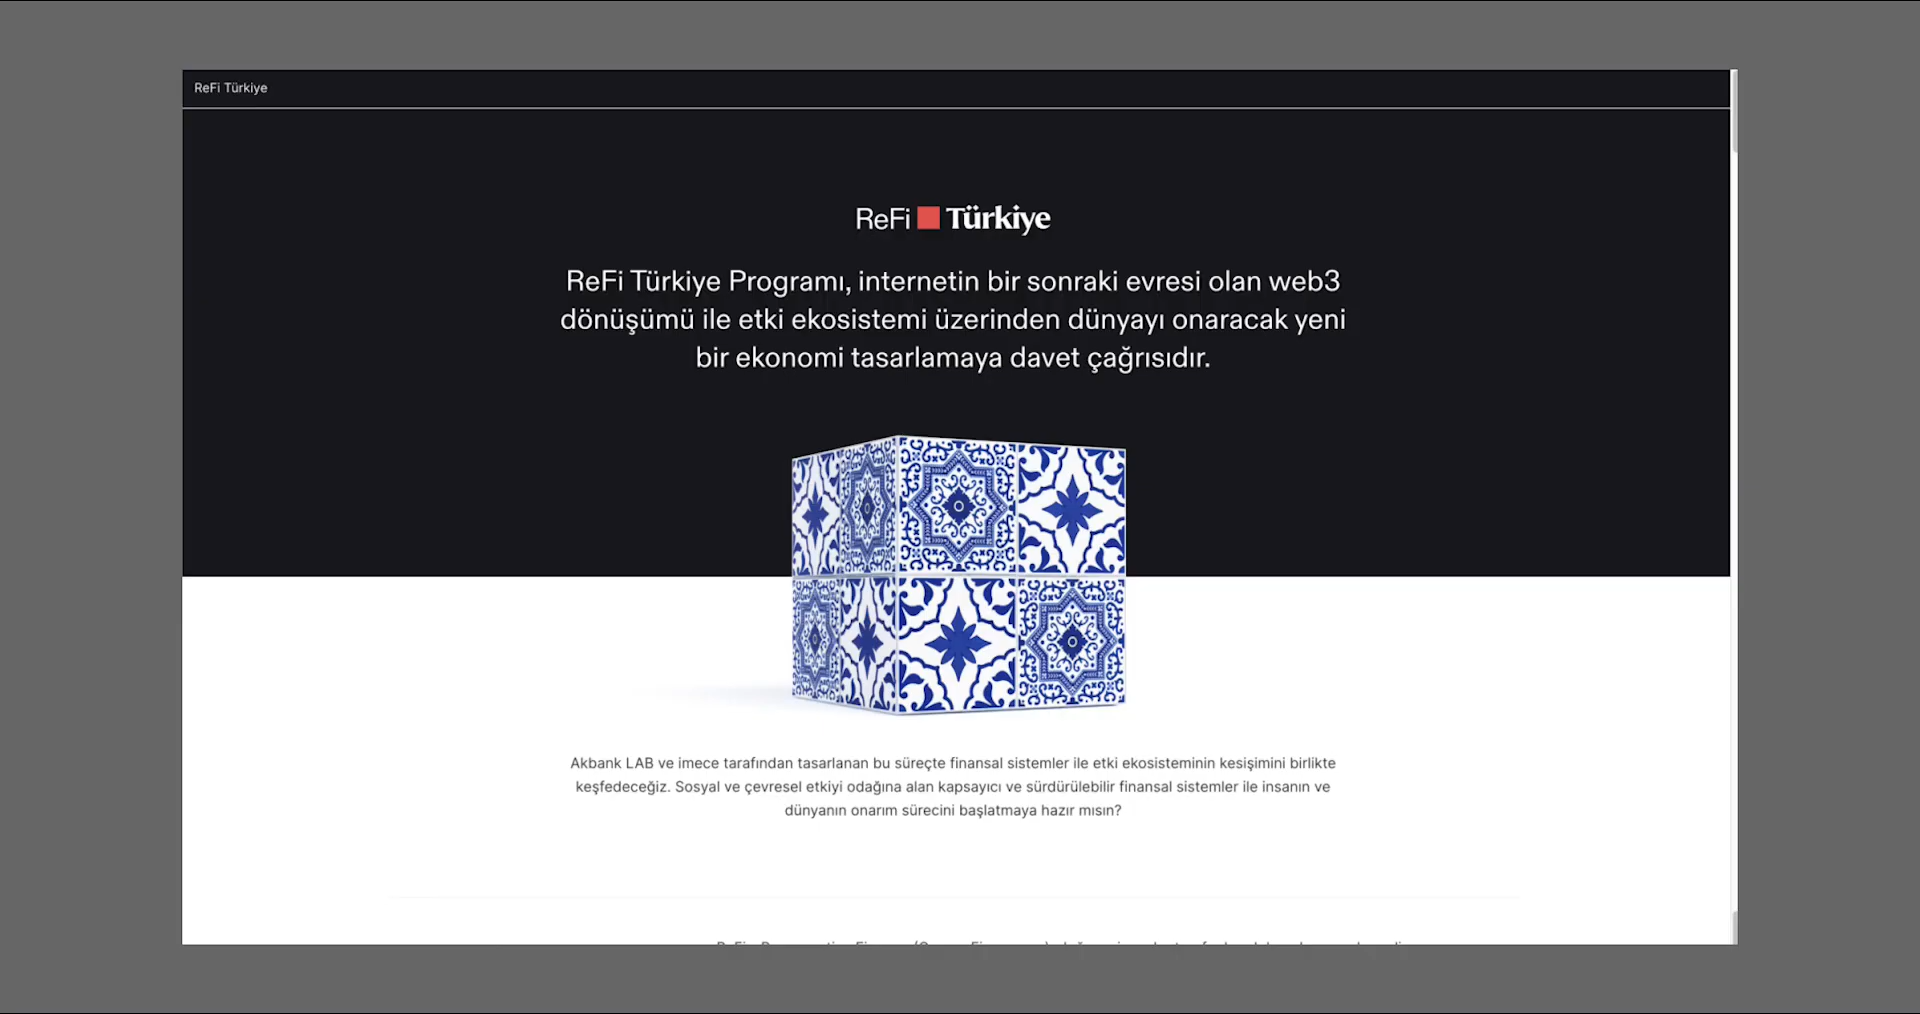 ReFi Türkiye
ReFi Türkiye
ReFi Türkiye Programı, internetin bir sonraki evresi olan web3
dönüşümü ile etki ekosistemi üzerinden dünyayı onaracak yeni
bir ekonomi tasarlamaya davet çağrısıdır.
Akbank LAB ve imece tarafından tasarlanan bu süreçte finansal sistemler ile etki ekosisteminin kesişimini birlikte
keşfedeceğiz. Sosyal ve çevresel etkiyi odağına alan kapsayıcı ve sürdürülebilir finansal sistemler ile insanın ve
dünyanın onarım sürecini başlatmaya hazır mısın?